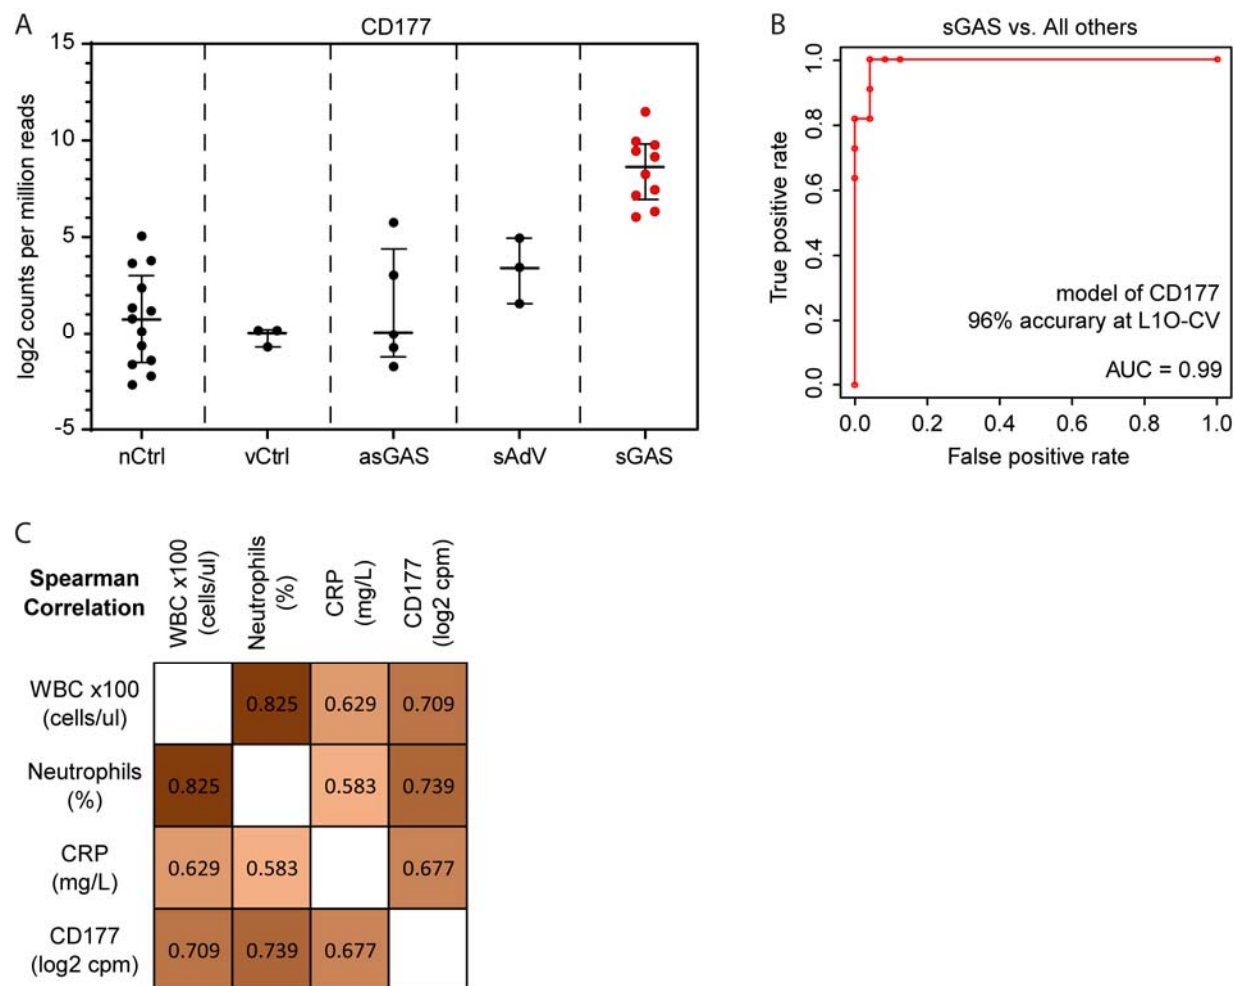 A
CD177
log2 counts per million reads
15
10
5
0
-5
nCtrl
vCtrl
asGAS
sAdV
sGAS
B
sGAS vs. All others
True positive rate
1.0
0.8
0.6
0.4
0.2
0.0
model of CD177
96% accurary at L1O-CV
AUC = 0.99
0.0 0.2 0.4 0.6 0.8 1.0
False positive rate
C
Spearman
Correlation
WBC x100
(cells/ul)
Neutrophils
(%)
CRP
(mg/L)
CD177
(log2 cpm)
WBC x100
(cells/ul)
0.825 0.629 0.709
Neutrophils
(%)
0.825 0.583 0.739
CRP
(mg/L)
0.629 0.583 0.677
CD177
(log2 cpm)
0.709 0.739 0.677